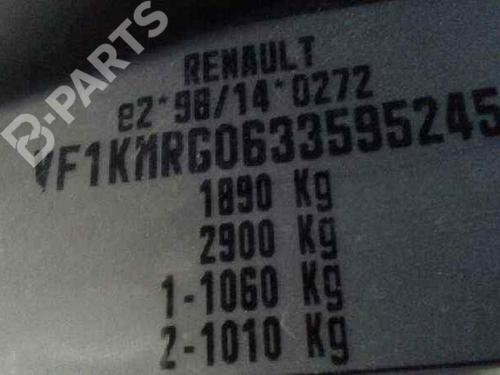 RENAULT
e2*98/14*0272
VF1KMRG0633595245
1890 Kg
2900 Kg
1-1060 Kg
2-1010 Kg
B-PARTS